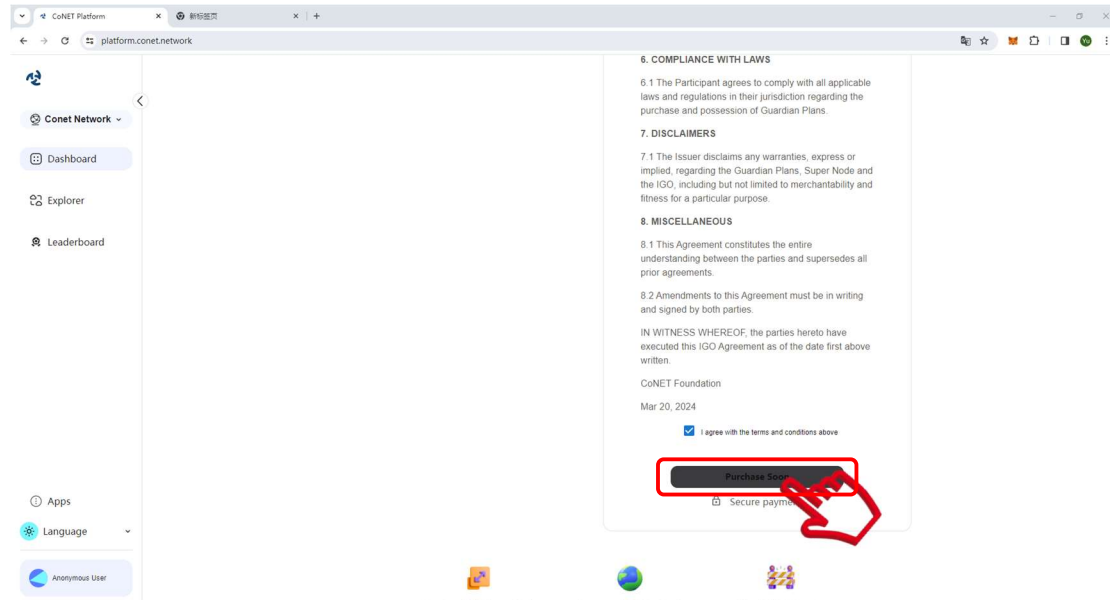 CoNET Platform
新标签页
platform.conet.network
Conet Network
Dashboard
Explorer
Leaderboard
Apps
Language
Anonymous User
6. COMPLIANCE WITH LAWS
6.1 The Participant agrees to comply with all applicable
laws and regulations in their jurisdiction regarding the
purchase and possession of Guardian Plans.
7. DISCLAIMERS
7.1 The Issuer disclaims any warranties, express or
implied, regarding the Guardian Plans, Super Node and
the IGO, including but not limited to merchantability and
fitness for a particular purpose.
8. MISCELLANEOUS
8.1 This Agreement constitutes the entire
understanding between the parties and supersedes all
prior agreements.
8.2 Amendments to this Agreement must be in writing
and signed by both parties.
IN WITNESS WHEREOF, the parties hereto have
executed this IGO Agreement as of the date first above
written.
CoNET Foundation
Mar 20, 2024
I agree with the terms and conditions above
Purchase Soon
Secure payme